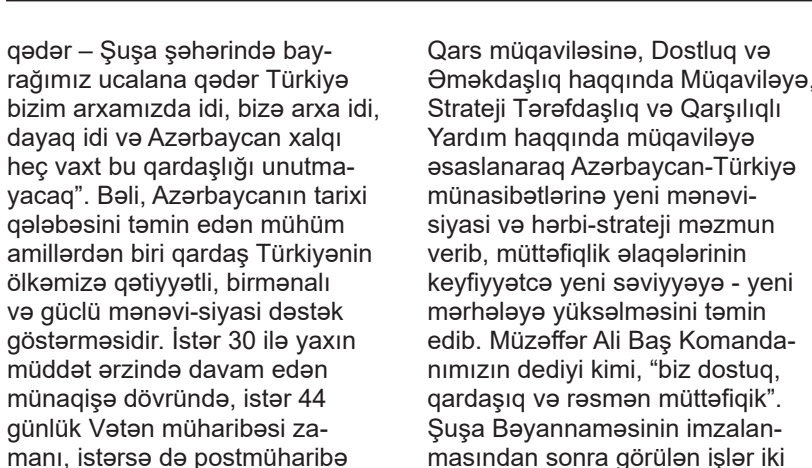 qədər – Şuşa şəhərində bay-
rağımız ucalana qədər Türkiyə
bizim arxamızda idi, bizə arxa idi,
dayaq idi və Azərbaycan xalqı
heç vaxt bu qardaşlığı unutma-
yacaq”. Bəli, Azərbaycanın tarixi
qələbəsini təmin edən mühüm
amillərdən biri qardaş Türkiyənin
ölkəmizə qətiyyətli, birmənalı
və güclü mənəvi-siyasi dəstək
göstərməsidir. İstər 30 ilə yaxın
müddət ərzində davam edən
münaqişə dövründə, istər 44
günlük Vətən müharibəsi za-
manı, istərsə də postmüharibə
Qars müqaviləsinə, Dostluq və
Əməkdaşlıq haqqında Müqaviləyə,
Strateji Tərəfdaşlıq və Qarşılıqlı
Yardım haqqında müqaviləyə
əsaslanaraq Azərbaycan-Türkiyə
münasibətlərinə yeni mənəvi-
siyasi və hərbi-strateji məzmun
verib, müttəfiqlik əlaqələrinin
keyfiyyətcə yeni səviyyəyə - yeni
mərhələyə yüksəlməsini təmin
edib. Müzəffər Ali Baş Komanda-
nımızın dediyi kimi, “biz dostuq,
qardaşıq və rəsmən müttəfiqik”.
Şuşa Bəyannaməsinin imzalan-
masından sonra görülən işlər iki